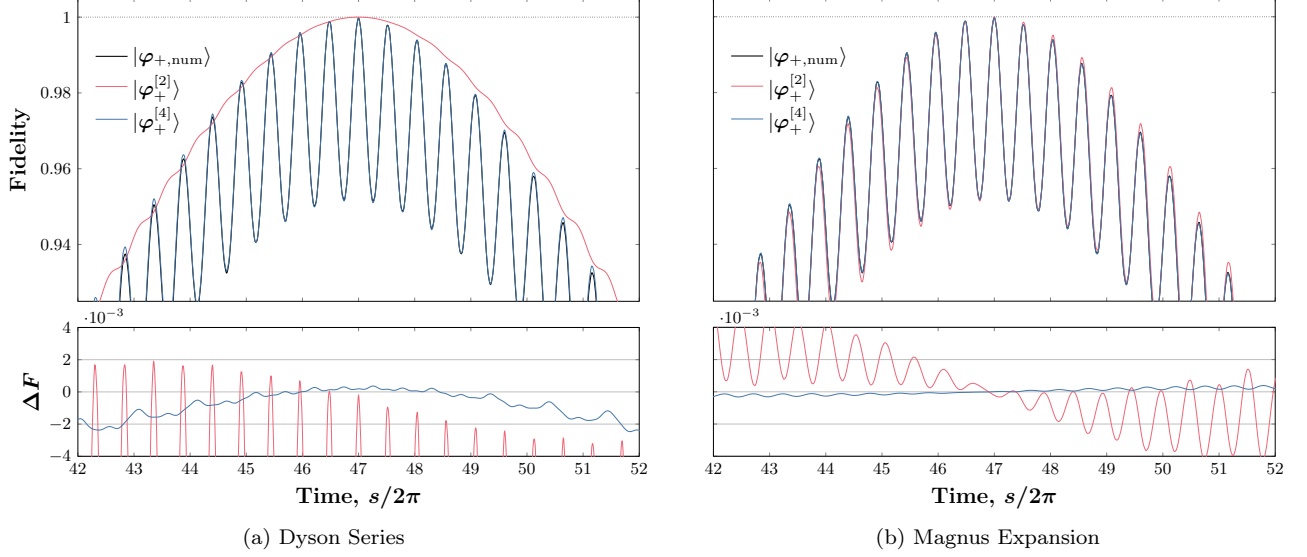 1
0.98
0.96
0.94
Fidelity
|φ+,num⟩
|φ+[2]⟩
|φ+[4]⟩
·10−3
4
2
0
−2
−4
ΔF
42 43 44 45 46 47 48 49 50 51 52
Time, s/2π
(a) Dyson Series
|φ+,num⟩
|φ+[2]⟩
|φ+[4]⟩
·10−3
42 43 44 45 46 47 48 49 50 51 52
Time, s/2π
(b) Magnus Expansion